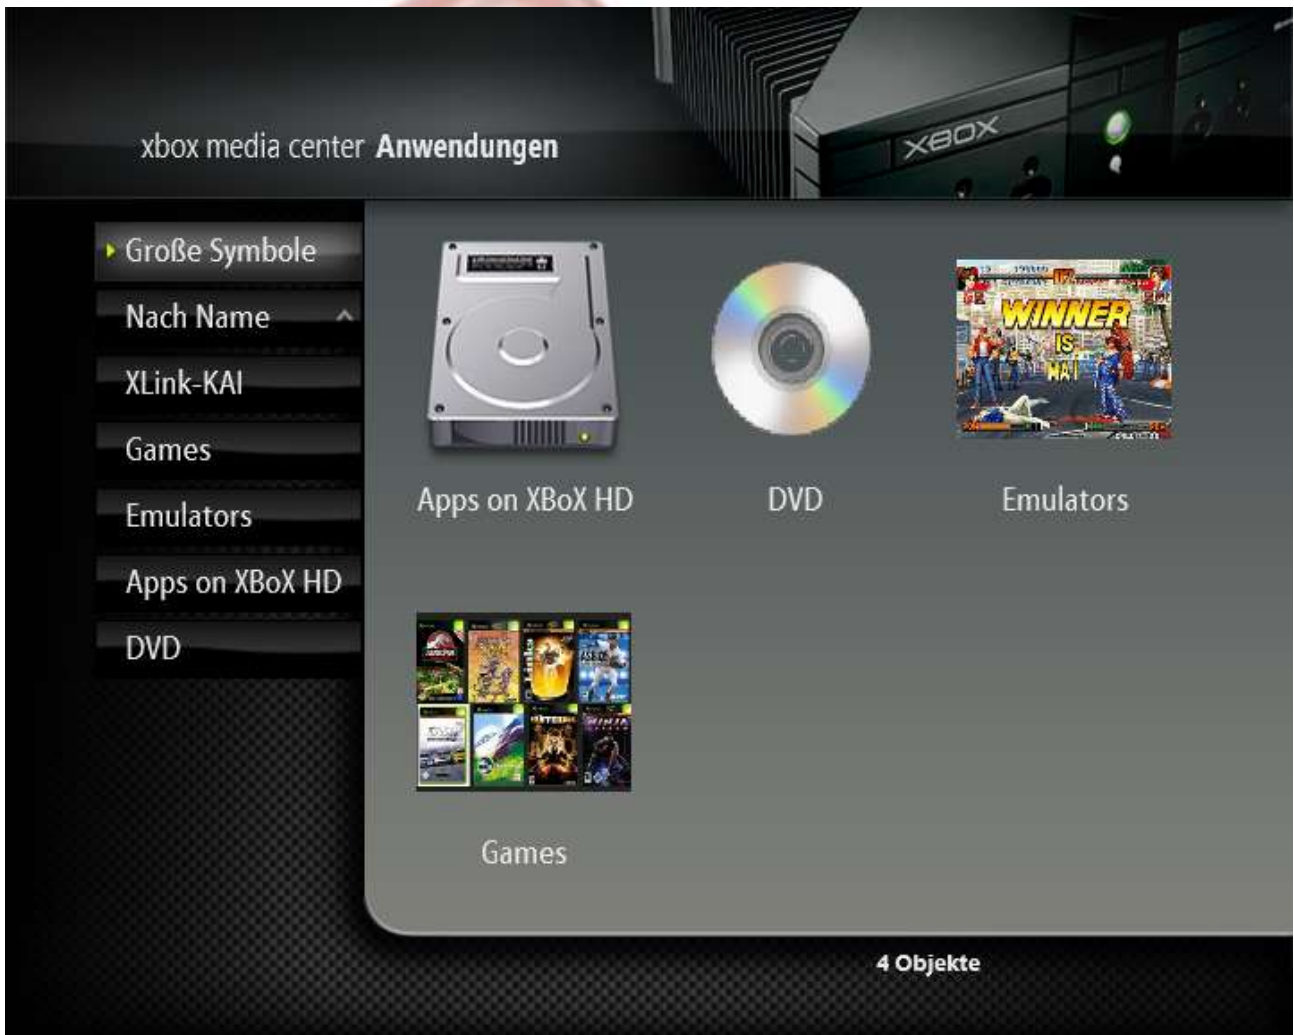 xbox media center Anwendungen
XBOX
Große Symbole
Nach Name
XLink-KAI
Games
Emulators
Apps on XBoX HD
DVD
WINNER
IS
MAI
Apps on XBoX HD
DVD
Emulators
Games
4 Objekte